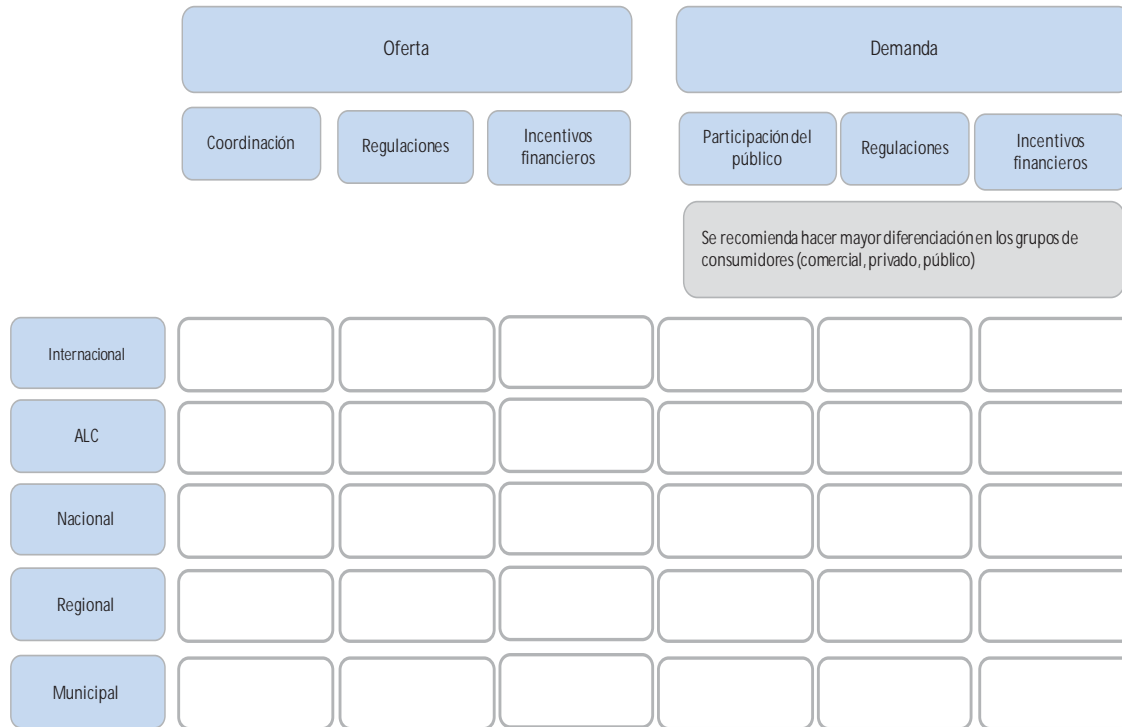 Oferta
Demanda
Coordinación
Regulaciones
Incentivos
financieros
Participación del
público
Regulaciones
Incentivos
financieros
Se recomienda hacer mayor diferenciación en los grupos de
consumidores (comercial, privado, público)
Internacional
ALC
Nacional
Regional
Municipal